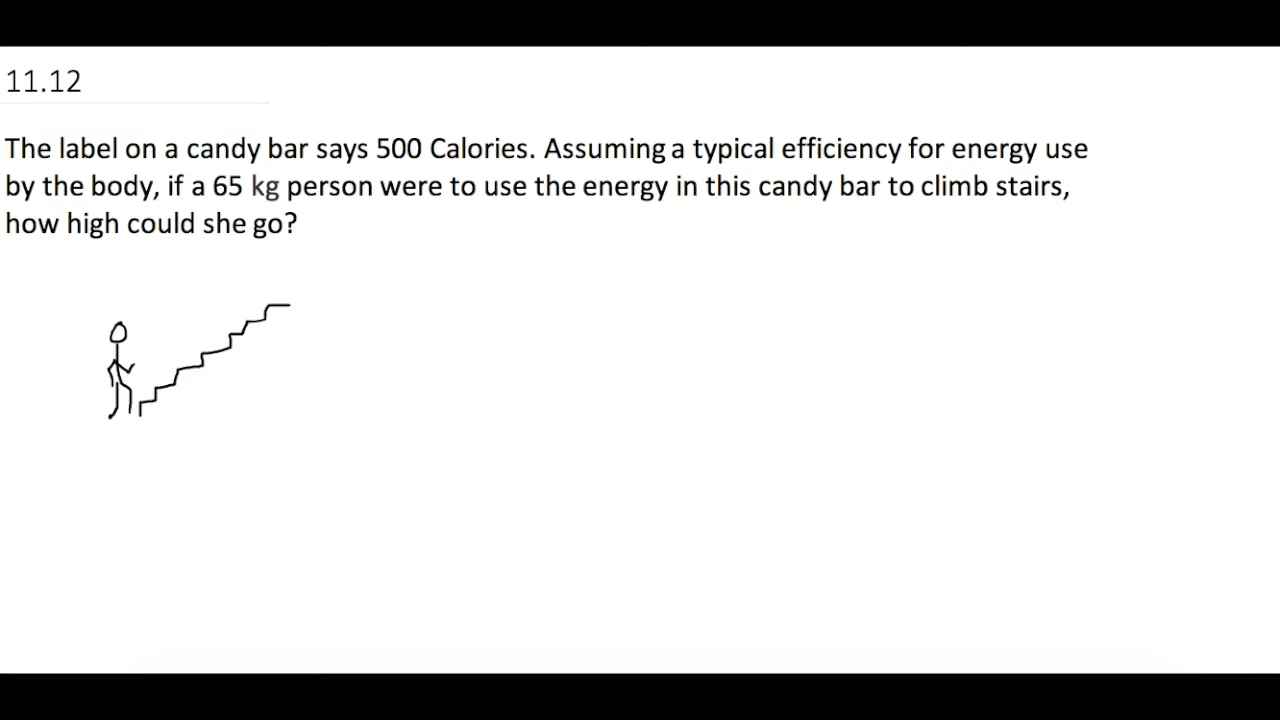 11.12
The label on a candy bar says 500 Calories. Assuming a typical efficiency for energy use
by the body, if a 65 kg person were to use the energy in this candy bar to climb stairs,
how high could she go?